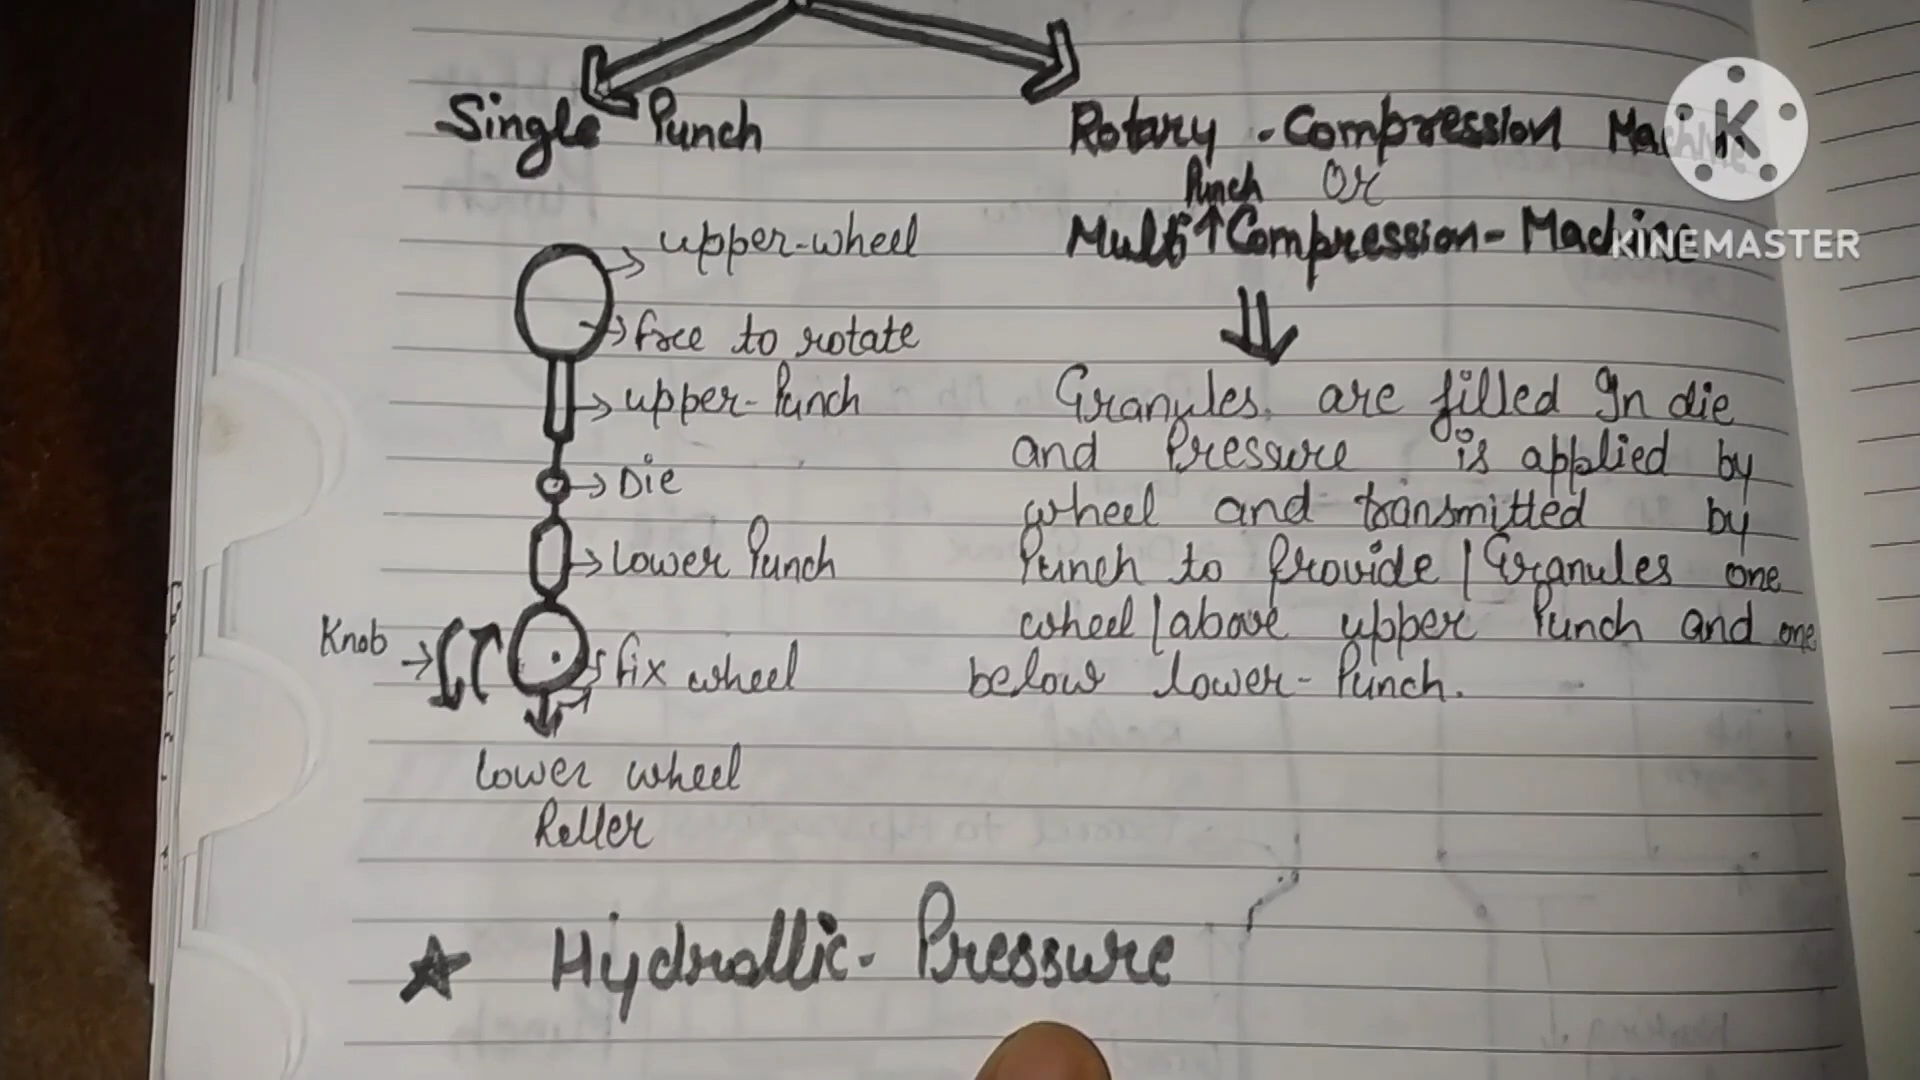 Single Punch
Rotary - Compression Machine
Punch Or
Multi ↑ Compression - Machine
KINEMASTER
upper-wheel
free to rotate
upper-Punch
Die
Lower Punch
Knob
fix wheel
Lower wheel
Roller
Granules are filled In die
and Pressure is applied by
wheel and transmitted by
Punch to Provide | Granules one
wheel | above upper Punch and one
below lower-Punch.
☆ Hydrollic- Pressure